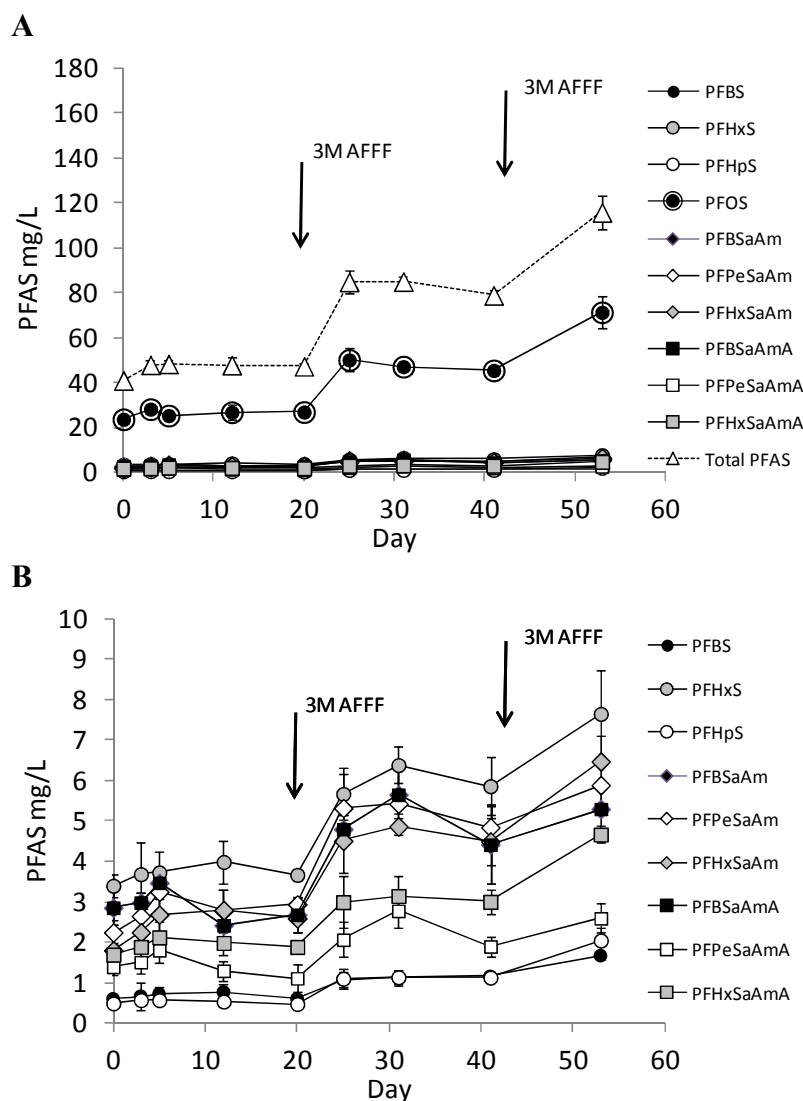 A
180
160
140
120
100
80
60
40
20
0
PFAS mg/L
0 10 20 30 40 50 60
Day
3M AFFF
3M AFFF
PFBS
PFHxS
PFHpS
PFOS
PFBSaAm
PFPeSaAm
PFHxSaAm
PFBSaAmA
PFPeSaAmA
PFHxSaAmA
Total PFAS
B
10
9
8
7
6
5
4
3
2
1
0
PFAS mg/L
0 10 20 30 40 50 60
Day
3M AFFF
3M AFFF
PFBS
PFHxS
PFHpS
PFBSaAm
PFPeSaAm
PFHxSaAm
PFBSaAmA
PFPeSaAmA
PFHxSaAmA